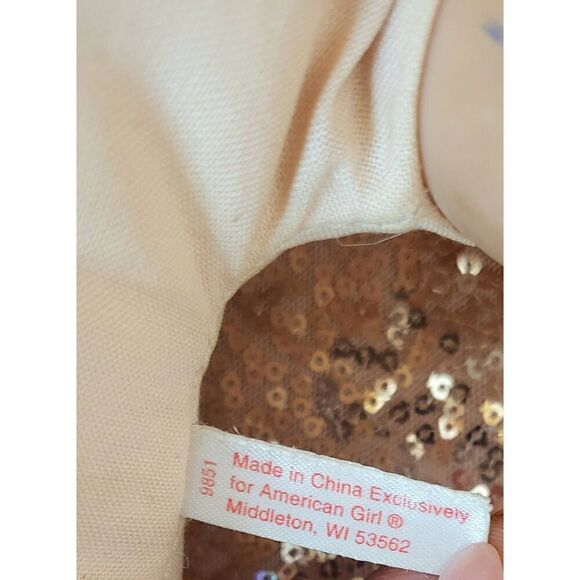 9851
Made in China Exclusively
for American Girl ®
Middleton, WI 53562